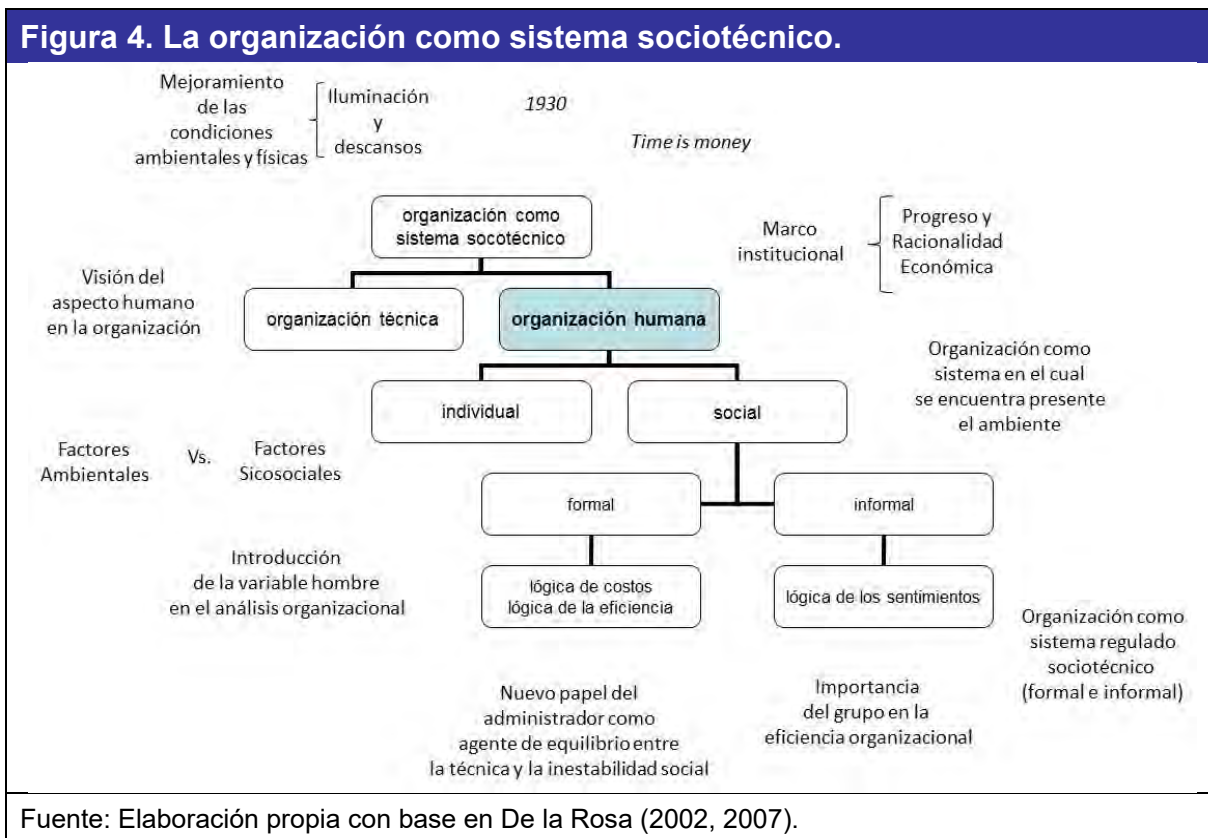 Figura 4. La organización como sistema sociotécnico.
Mejoramiento
de las
condiciones
ambientales y físicas
Iluminación
y
descansos
1930
Time is money
organización como
sistema socotécnico
Marco
institucional
Progreso y
Racionalidad
Económica
Visión del
aspecto humano
en la organización
organización técnica
organización humana
Organización como
sistema en el cual
se encuentra presente
el ambiente
individual
social
Factores
Ambientales
Vs.
Factores
Sicosociales
formal
informal
Introducción
de la variable hombre
en el análisis organizacional
lógica de costos
lógica de la eficiencia
lógica de los sentimientos
Organización como
sistema regulado
sociotécnico
(formal e informal)
Nuevo papel del
administrador como
agente de equilibrio entre
la técnica y la inestabilidad social
Importancia
del grupo en la
eficiencia organizacional
Fuente: Elaboración propia con base en De la Rosa (2002, 2007).